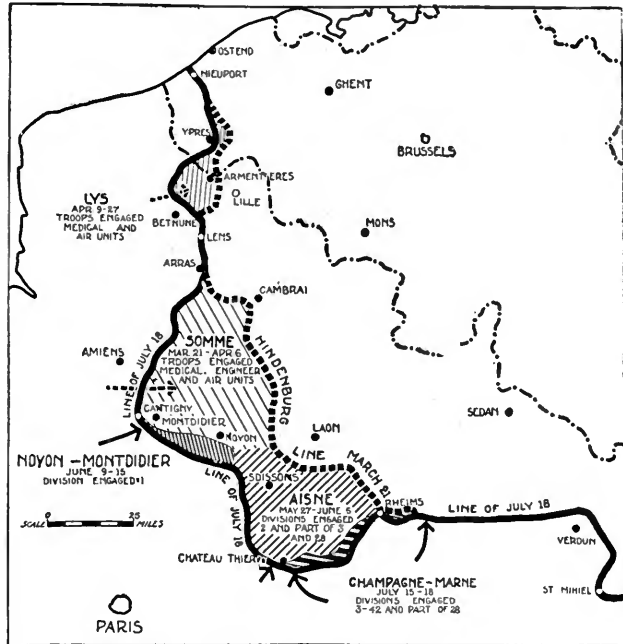 OSTEND
NIEUPORT
GHENT
YPRES
BRUSSELS
ARMENTIERES
LYS
APR 9-27
TROOPS ENGAGED
MEDICAL AND
AIR UNITS
LILLE
BETHUNE
MONS
LENS
ARRAS
CAMBRAI
SOMME
MAR. 21 - APR 6
TROOPS ENGAGED
MEDICAL, ENGINEER
AND AIR UNITS
HINDENBURG
LINE
MARCH 21
AMIENS
LINE OF JULY 18
CANTIGNY
MONTDIDIER
NOYON
LAON
SEDAN
NOYON-MONTDIDIER
JUNE 9-15
DIVISION ENGAGED-1
LINE OF JULY 18
SOISSONS
AISNE
MAY 27-JUNE 5
DIVISIONS ENGAGED
2 AND PART OF 3
AND 28
RHEIMS
LINE OF JULY 18
VERDUN
SCALE 0 25 MILES
CHATEAU THIERRY
CHAMPAGNE-MARNE
JULY 15-18
DIVISIONS ENGAGED
3-42 AND PART OF 28
ST MIHIEL
PARIS